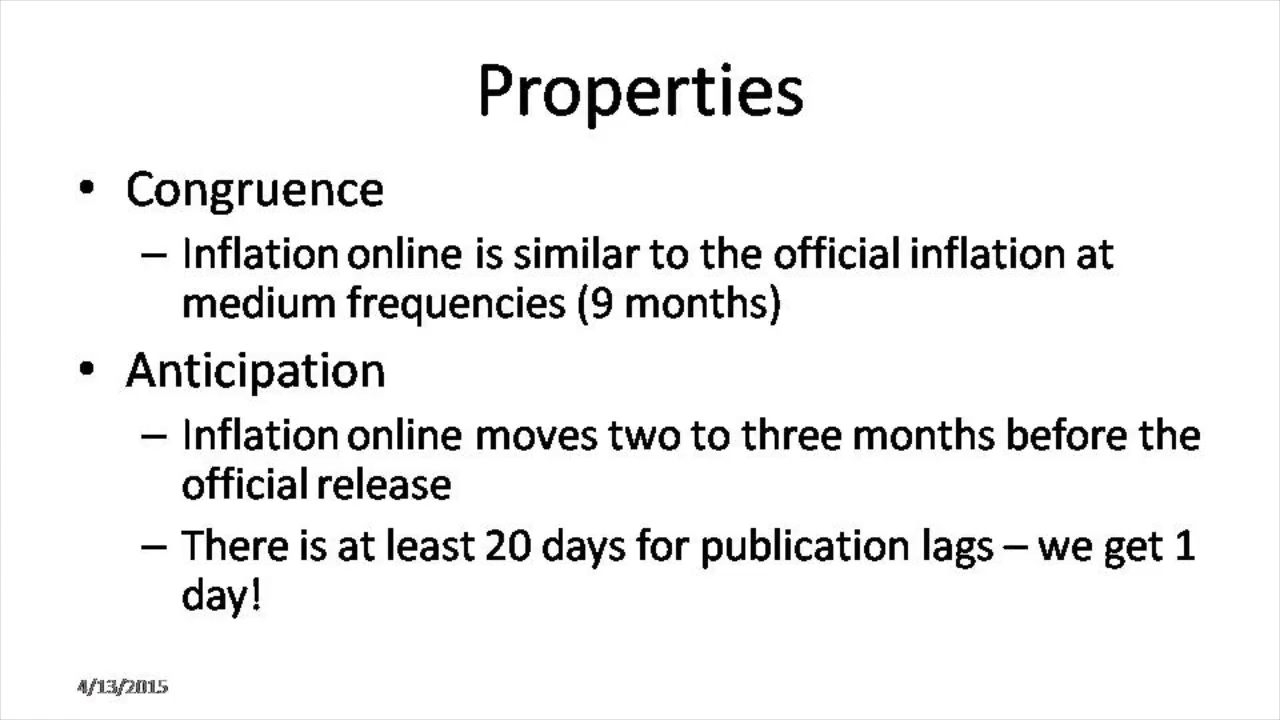 Properties
• Congruence
– Inflation online is similar to the official inflation at
medium frequencies (9 months)
• Anticipation
– Inflation online moves two to three months before the
official release
– There is at least 20 days for publication lags – we get 1
day!
4/13/2015